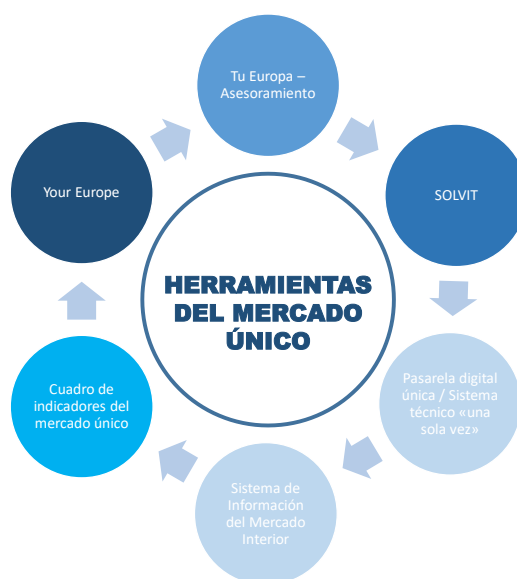 Tu Europa –
Asesoramiento
SOLVIT
Pasarela digital
única / Sistema
técnico «una
sola vez»
Sistema de
Información
del Mercado
Interior
Cuadro de
indicadores del
mercado único
Your Europe
HERRAMIENTAS
DEL MERCADO
ÚNICO